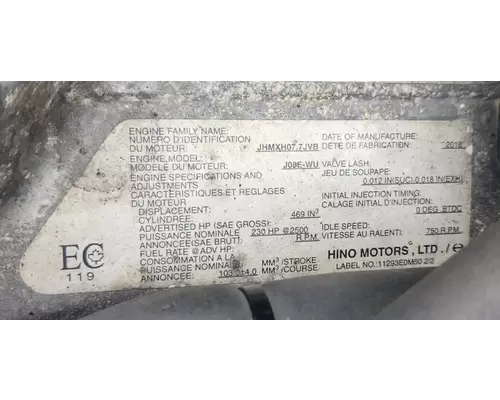 ENGINE FAMILY NAME: JHMXH07.7JVB
NUMERO D'IDENTIFICATION
DU MOTEUR
ENGINE MODEL: J08E-WU
MODELE DU MOTEUR
ENGINE SPECIFICATIONS AND
ADJUSTMENTS
CARACTERISTIQUES ET REGLAGES
DU MOTEUR
DISPLACEMENT: 469 IN³
CYLINDREE:
ADVERTISED HP (SAE GROSS): 230 HP @2500
PUISSANCE NOMINALE R.P.M.
ANNONCEE(SAE BRUT):
FUEL RATE @ADV HP: MM³/STROKE
CONSOMMATION A LA MM³/COURSE
PUISSANCE NOMINALE
ANNONCEE:
DATE OF MANUFACTURE: 2018
DATE DE FABRICATION:
VALVE LASH:
JEU DE SOUPAPE:
0.012 IN(SUC) 0.018 IN(EXH)
INITIAL INJECTION TIMING:
CALAGE INITIAL D'INJECTION:
0 DEG. BTDC
IDLE SPEED:
VITESSE AU RALENTI: 750 R.P.M.
HINO MOTORS, LTD.
LABEL NO.:11293E0M50 2/2
EC
119